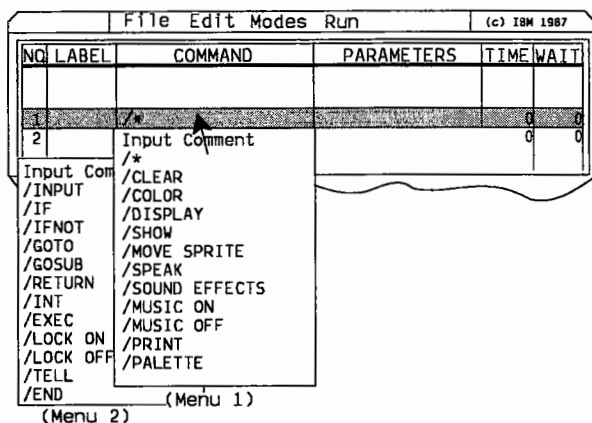 File Edit Modes Run (c) IBM 1987
NO LABEL COMMAND PARAMETERS TIME WAIT
1 /* 0 0
2 0 0
Input Comment
/*
/CLEAR
/COLOR
/DISPLAY
/SHOW
/MOVE SPRITE
/SPEAK
/SOUND EFFECTS
/MUSIC ON
/MUSIC OFF
/PRINT
/PALETTE
(Menu 1)
Input Com
/INPUT
/IF
/IFNOT
/GOTO
/GOSUB
/RETURN
/INT
/EXEC
/LOCK ON
/LOCK OFF
/TELL
/END
(Menu 2)